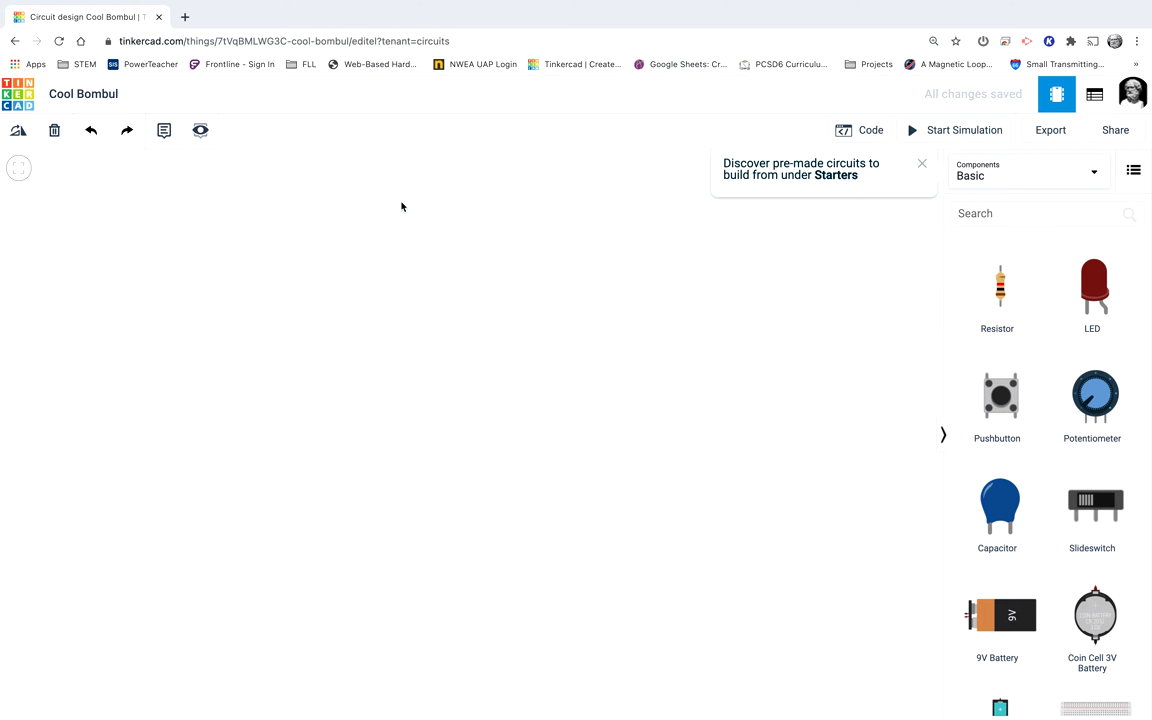 Circuit design Cool Bombul | T
tinkercad.com/things/7tVqBMLWG3C-cool-bombul/editel?tenant=circuits
Apps STEM SIS PowerTeacher Frontline - Sign In FLL Web-Based Hard... NWEA UAP Login Tinkercad | Create... Google Sheets: Cr... PCSD6 Curriculu... Projects A Magnetic Loop... Small Transmitting... »
TIN
KER
CAD
Cool Bombul
All changes saved
Code Start Simulation Export Share
Discover pre-made circuits to
build from under Starters
Components
Basic
Search
Resistor LED
Pushbutton Potentiometer
Capacitor Slideswitch
9V
9V Battery Coin Cell 3V
Battery